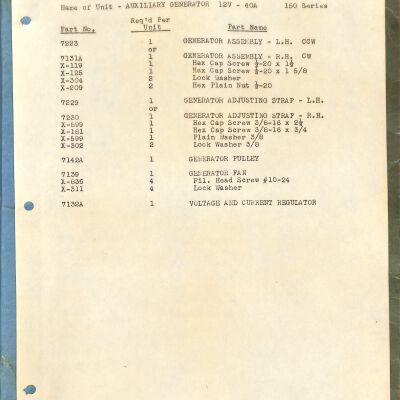 Name of Unit - AUXILIARY GENERATOR 12V - 40A 150 Series
Req'd Per
Part No. Unit Part Name
7223 1 GENERATOR ASSEMBLY - L.H. CCW
or
7131A 1 GENERATOR ASSEMBLY - R.H. CW
X-119 1 Hex Cap Screw ½-20 x 1½
X-125 1 Hex Cap Screw ½-20 x 1 5/8
X-304 2 Lock Washer
X-209 2 Hex Plain Nut ½-20
7229 1 GENERATOR ADJUSTING STRAP - L.H.
or
7230 1 GENERATOR ADJUSTING STRAP - R.H.
X-699 1 Hex Cap Screw 3/8-16 x
X-181 1 Hex Cap Screw 3/8-16 x 3/4
X-599 1 Plain Washer 3/8
X-302 2 Lock Washer 3/8
7142A 1 GENERATOR PULLEY
7139 1 GENERATOR FAN
X-636 4 Fil. Head Screw #10-24
X-311 4 Lock Washer
7132A 1 VOLTAGE AND CURRENT REGULATOR